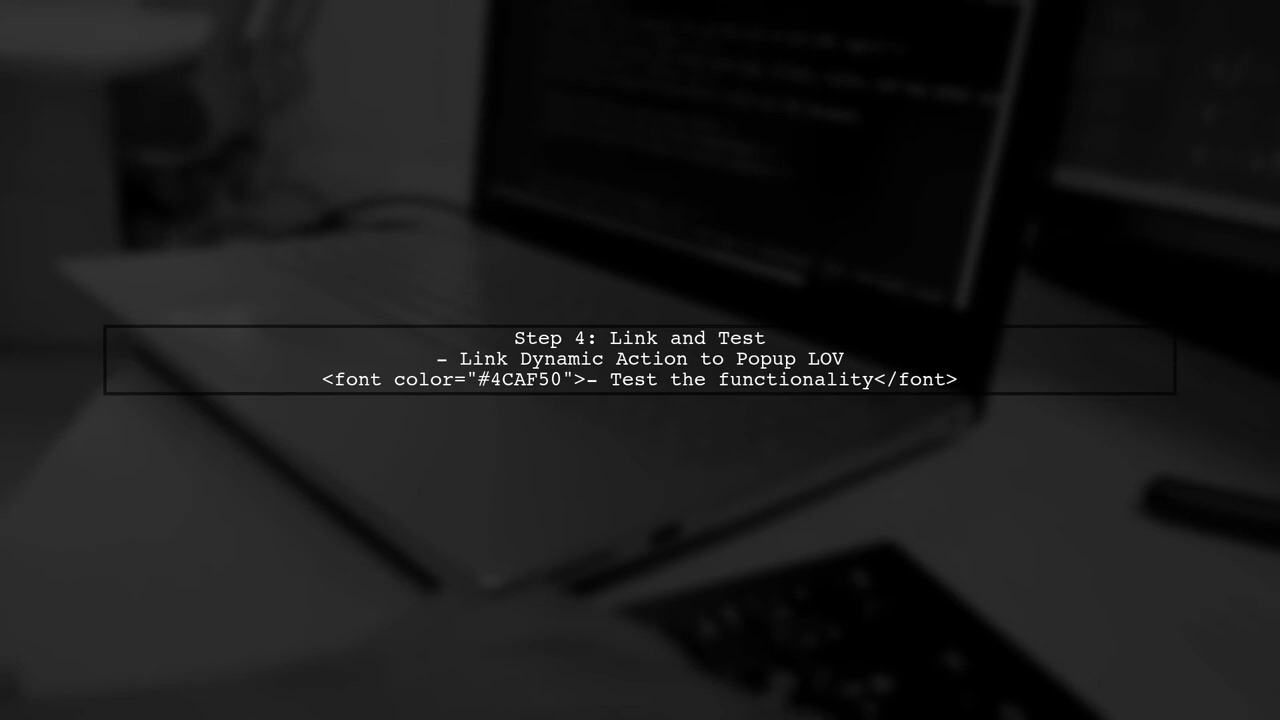 Step 4: Link and Test
- Link Dynamic Action to Popup LOV
<font color="#4CAF50">- Test the functionality</font>